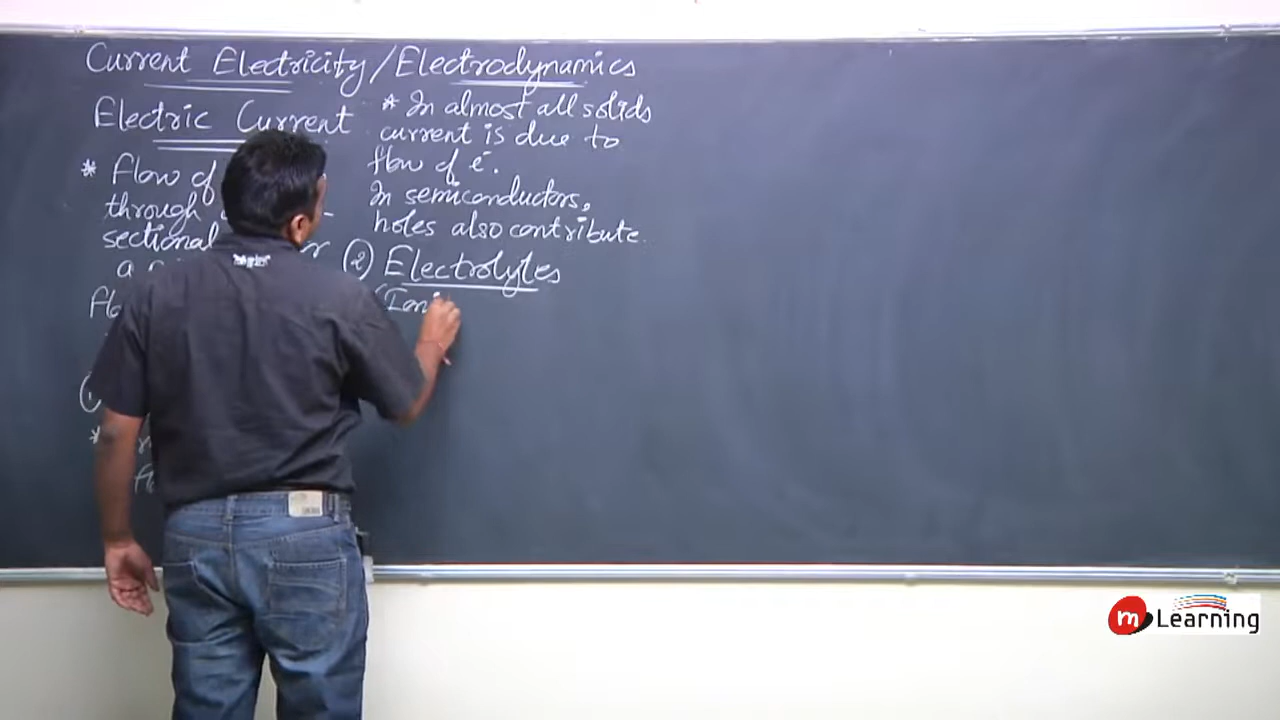 Current Electricity/Electrodynamics
Electric Current
* Flow of
through
sectional
a
* In almost all solids
current is due to
flow of e-.
In semiconductors,
holes also contribute.
(2) Electrolytes
(Ion
m Learning